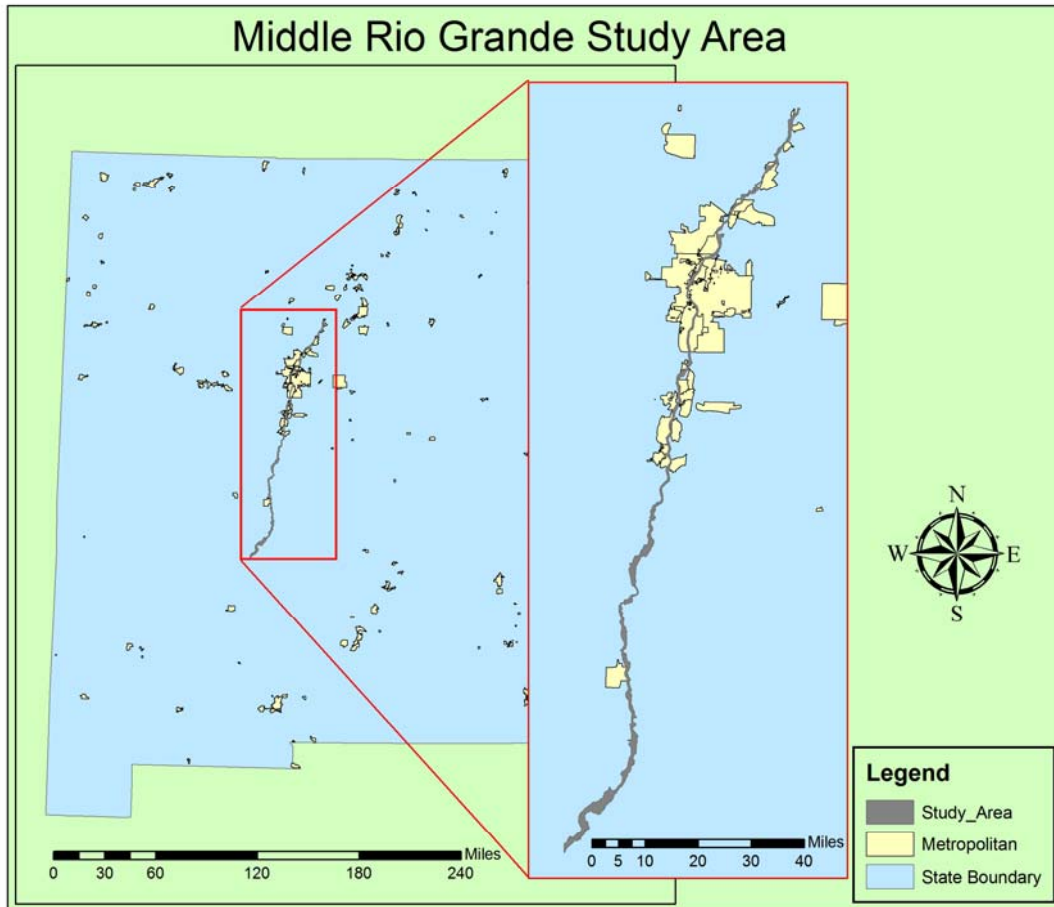 Middle Rio Grande Study Area
N
W E
S
Legend
Study_Area
Metropolitan
State Boundary
Miles
0 30 60 120 180 240
Miles
0 5 10 20 30 40